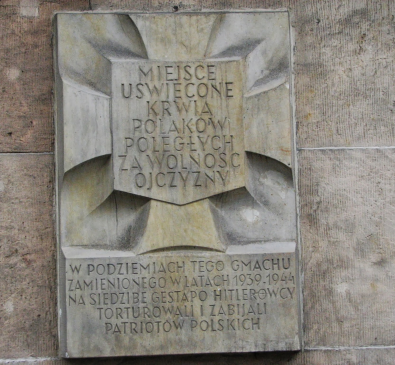 MIEJSCE
UŚWIĘCONE
KRWIĄ
POLAKÓW
POLEGŁYCH
ZA WOLNOŚĆ
OJCZYZNY
W PODZIEMIACH TEGO GMACHU
ZAMIENIONEGO W LATACH 1939-1944
NA SIEDZIBĘ GESTAPO HITLEROWCY
TORTUROWALI I ZABIJALI
PATRIOTÓW POLSKICH